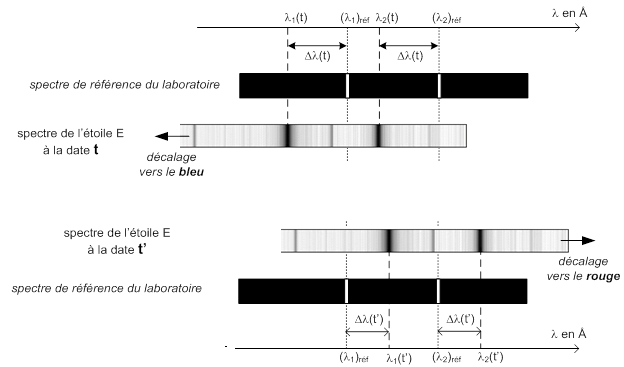 λ₁(t) (λ₁)réf λ₂(t) (λ₂)réf λ en Å
Δλ(t) Δλ(t)
spectre de référence du laboratoire
spectre de l'étoile E
à la date t
décalage
vers le bleu
spectre de l'étoile E
à la date t'
décalage
vers le rouge
spectre de référence du laboratoire
Δλ(t') Δλ(t')
λ en Å
(λ₁)réf λ₁(t') (λ₂)réf λ₂(t')